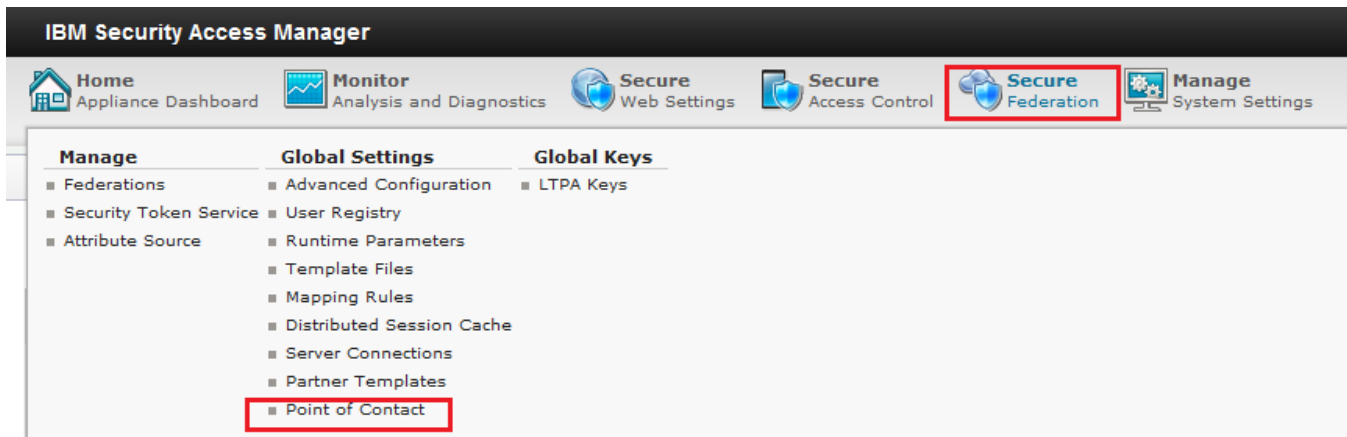 IBM Security Access Manager
Home
Appliance Dashboard
Monitor
Analysis and Diagnostics
Secure
Web Settings
Secure
Access Control
Secure
Federation
Manage
System Settings
Manage
Federations
Security Token Service
Attribute Source
Global Settings
Advanced Configuration
User Registry
Runtime Parameters
Template Files
Mapping Rules
Distributed Session Cache
Server Connections
Partner Templates
Point of Contact
Global Keys
LTPA Keys